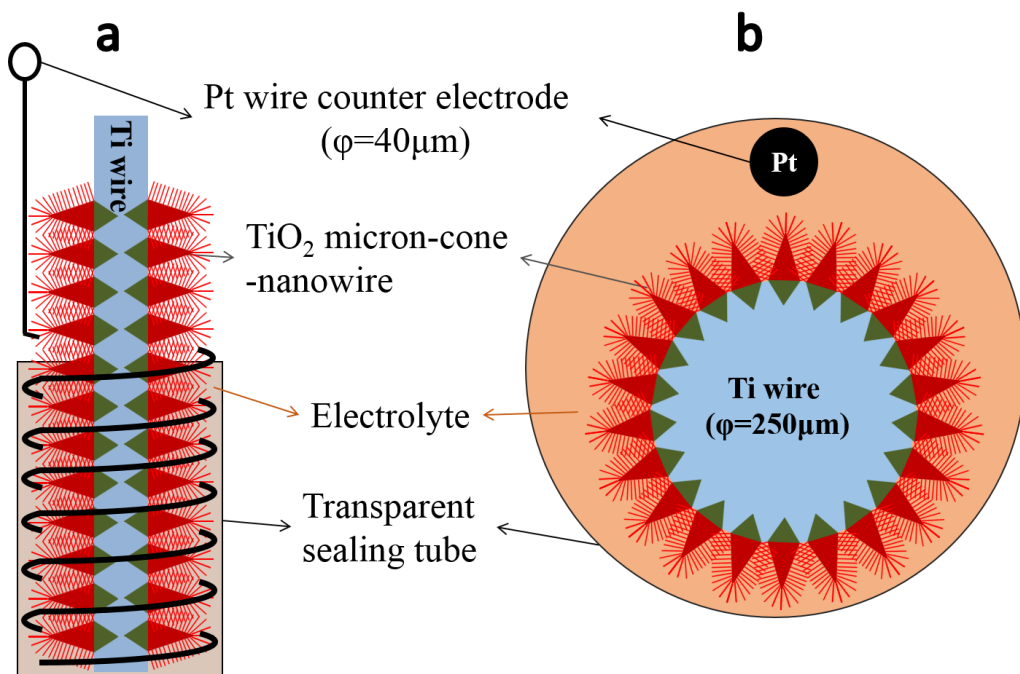 a
b
Pt wire counter electrode
(φ=40μm)
Ti wire
Pt
TiO₂ micron-cone
-nanowire
Ti wire
(φ=250μm)
Electrolyte
Transparent
sealing tube